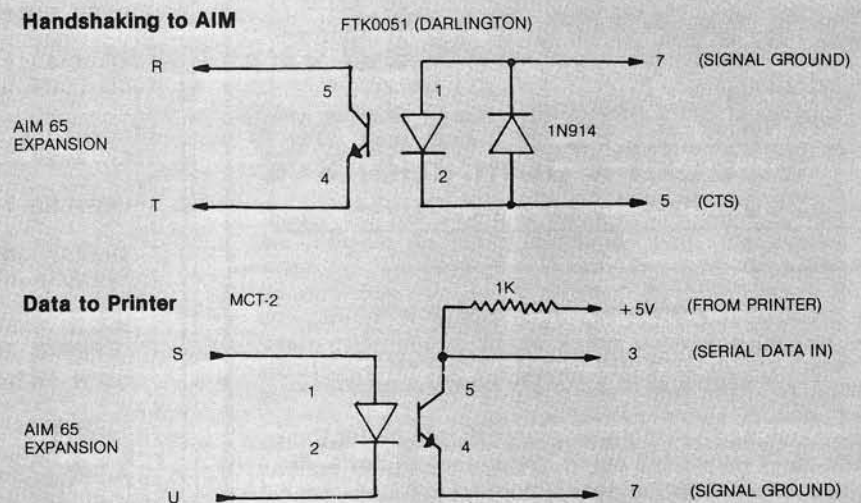 Handshaking to AIM
FTK0051 (DARLINGTON)
R
7 (SIGNAL GROUND)
5
1
AIM 65
EXPANSION
1N914
4
2
T
5 (CTS)
Data to Printer
MCT-2
1K
+5V (FROM PRINTER)
S
3 (SERIAL DATA IN)
1
5
AIM 65
EXPANSION
2
4
U
7 (SIGNAL GROUND)